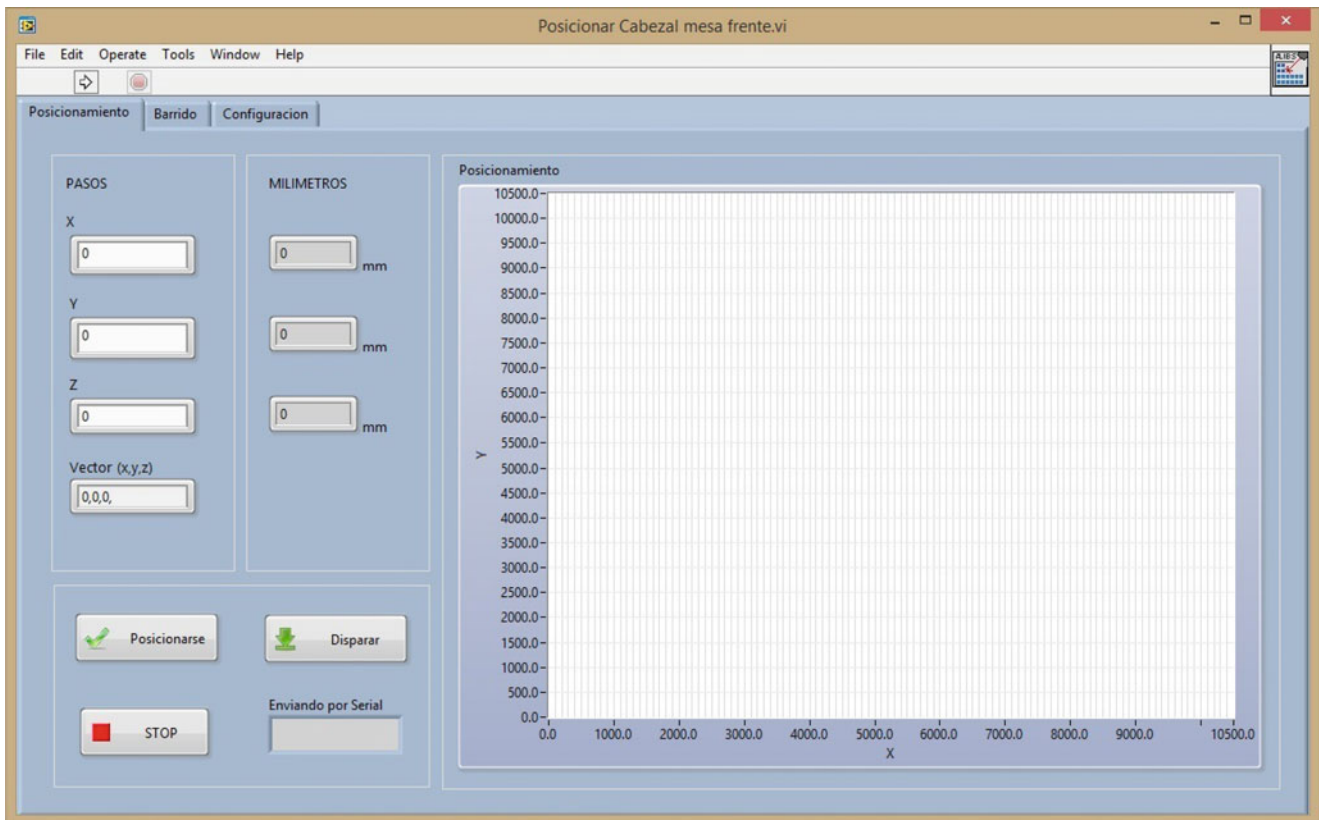 Posicionar Cabezal mesa frente.vi
File Edit Operate Tools Window Help
Posicionamiento Barrido Configuracion
PASOS
X
0
Y
0
Z
0
Vector (x,y,z)
0,0,0,
MILIMETROS
0 mm
0 mm
0 mm
Posicionarse
Disparar
STOP
Enviando por Serial
Posicionamiento
10500.0
10000.0
9500.0
9000.0
8500.0
8000.0
7500.0
7000.0
6500.0
6000.0
5500.0
5000.0
4500.0
4000.0
3500.0
3000.0
2500.0
2000.0
1500.0
1000.0
500.0
0.0
Y
0.0 1000.0 2000.0 3000.0 4000.0 5000.0 6000.0 7000.0 8000.0 9000.0 10500.0
X